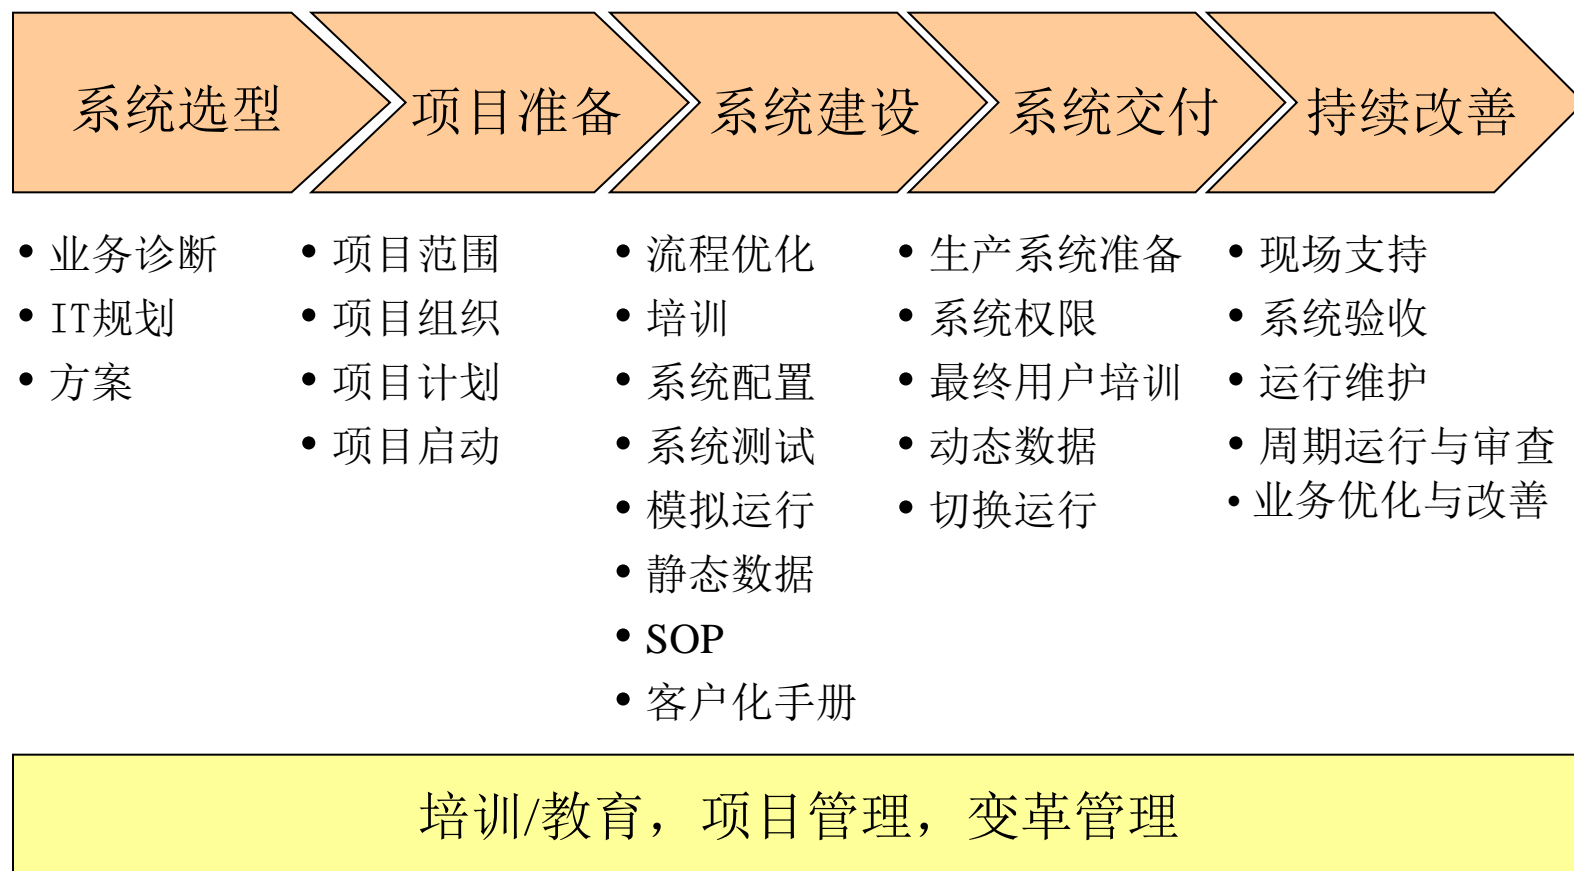 系统选型
项目准备
系统建设
系统交付
持续改善
• 业务诊断
• IT规划
• 方案
• 项目范围
• 项目组织
• 项目计划
• 项目启动
• 流程优化
• 培训
• 系统配置
• 系统测试
• 模拟运行
• 静态数据
• SOP
• 客户化手册
• 生产系统准备
• 系统权限
• 最终用户培训
• 动态数据
• 切换运行
• 现场支持
• 系统验收
• 运行维护
• 周期运行与审查
• 业务优化与改善
培训/教育，项目管理，变革管理